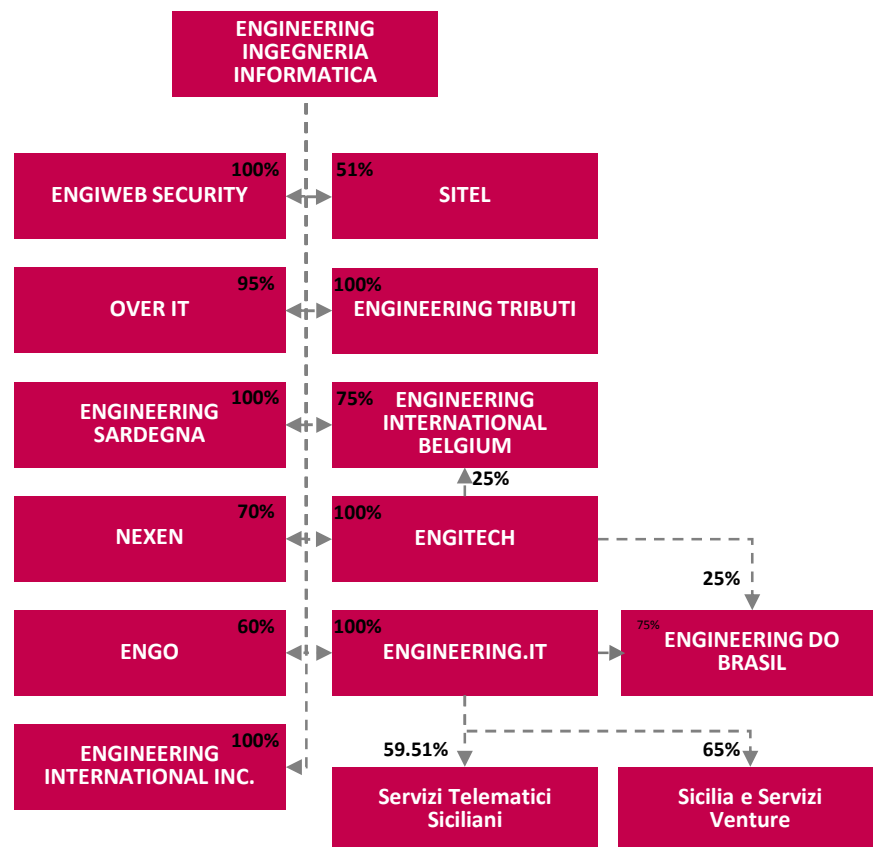 ENGINEERING
INGEGNERIA
INFORMATICA
100%
ENGIWEB SECURITY
51%
SITEL
95%
OVER IT
100%
ENGINEERING TRIBUTI
100%
ENGINEERING
SARDEGNA
75%
ENGINEERING
INTERNATIONAL
BELGIUM
25%
70%
NEXEN
100%
ENGITECH
25%
60%
ENGO
100%
ENGINEERING.IT
75%
ENGINEERING DO
BRASIL
100%
ENGINEERING
INTERNATIONAL INC.
59.51%
Servizi Telematici
Siciliani
65%
Sicilia e Servizi
Venture